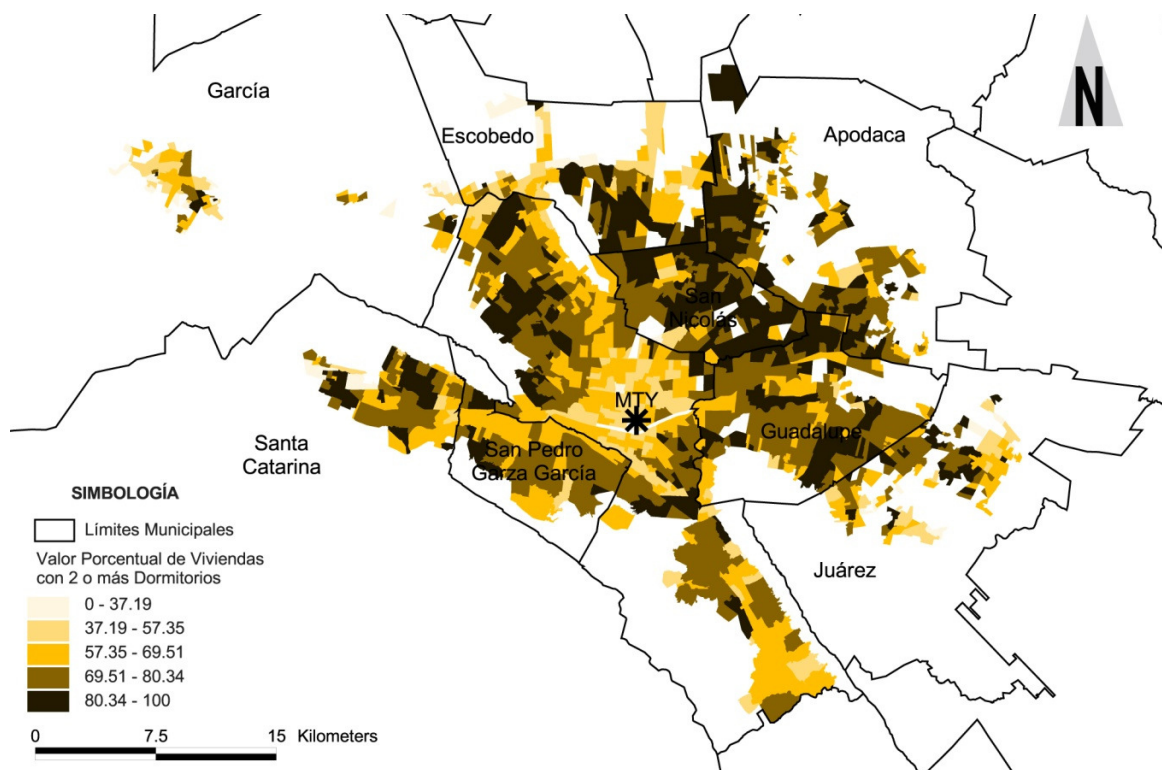 García
Escobedo
Apodaca
N
San
Nicolás
MTY
Guadalupe
San Pedro
Garza García
Santa
Catarina
Juárez
SIMBOLOGÍA
Límites Municipales
Valor Porcentual de Viviendas
con 2 o más Dormitorios
0 - 37.19
37.19 - 57.35
57.35 - 69.51
69.51 - 80.34
80.34 - 100
0 7.5 15 Kilometers